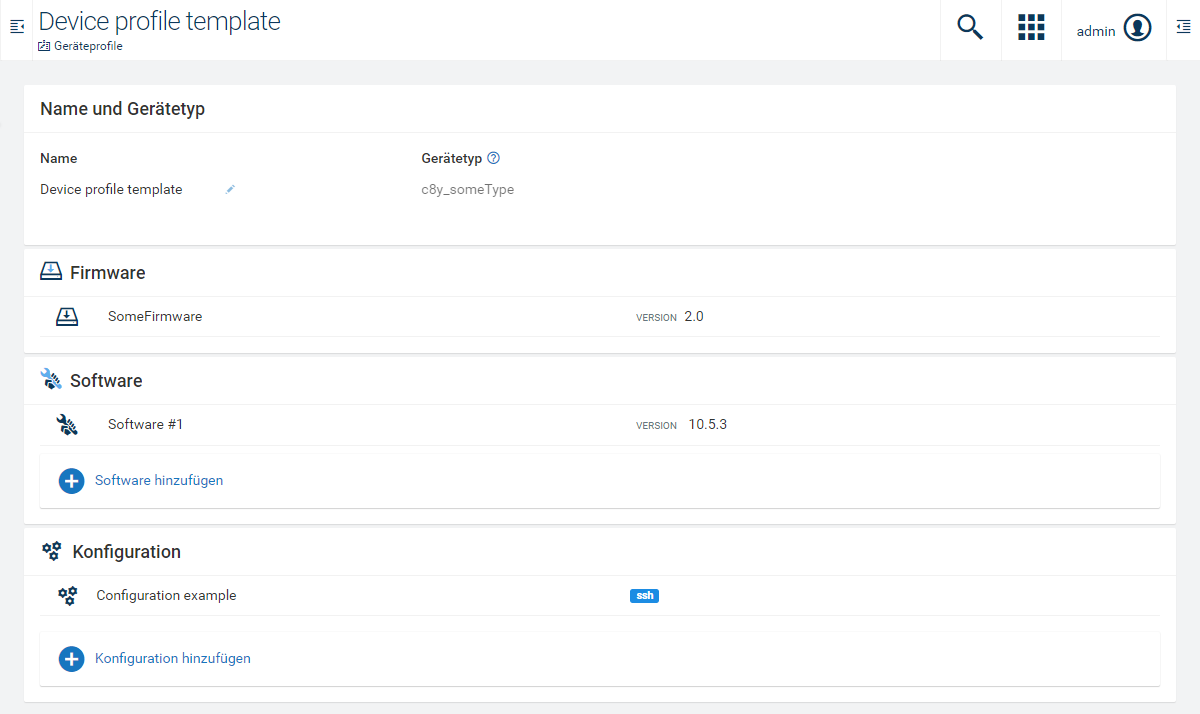 Device profile template
Geräteprofile
admin
Name und Gerätetyp
Name
Gerätetyp
Device profile template
c8y_someType
Firmware
SomeFirmware
VERSION 2.0
Software
Software #1
VERSION 10.5.3
Software hinzufügen
Konfiguration
Configuration example
ssh
Konfiguration hinzufügen